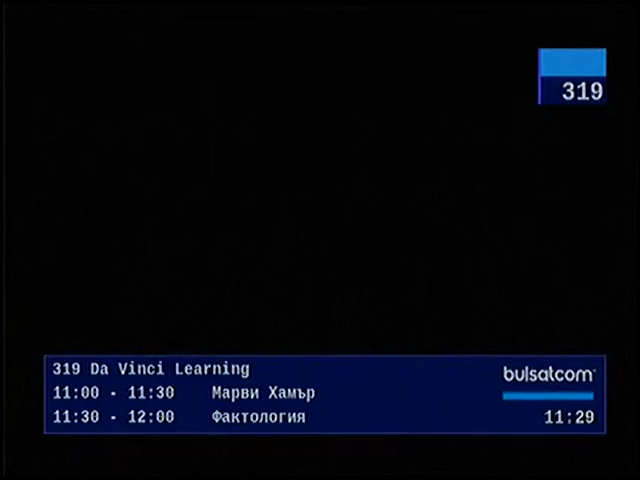 319
319 Da Vinci Learning
bulsatcom
11:00 - 11:30 Марви Хамър
11:30 - 12:00 Фактология
11:29